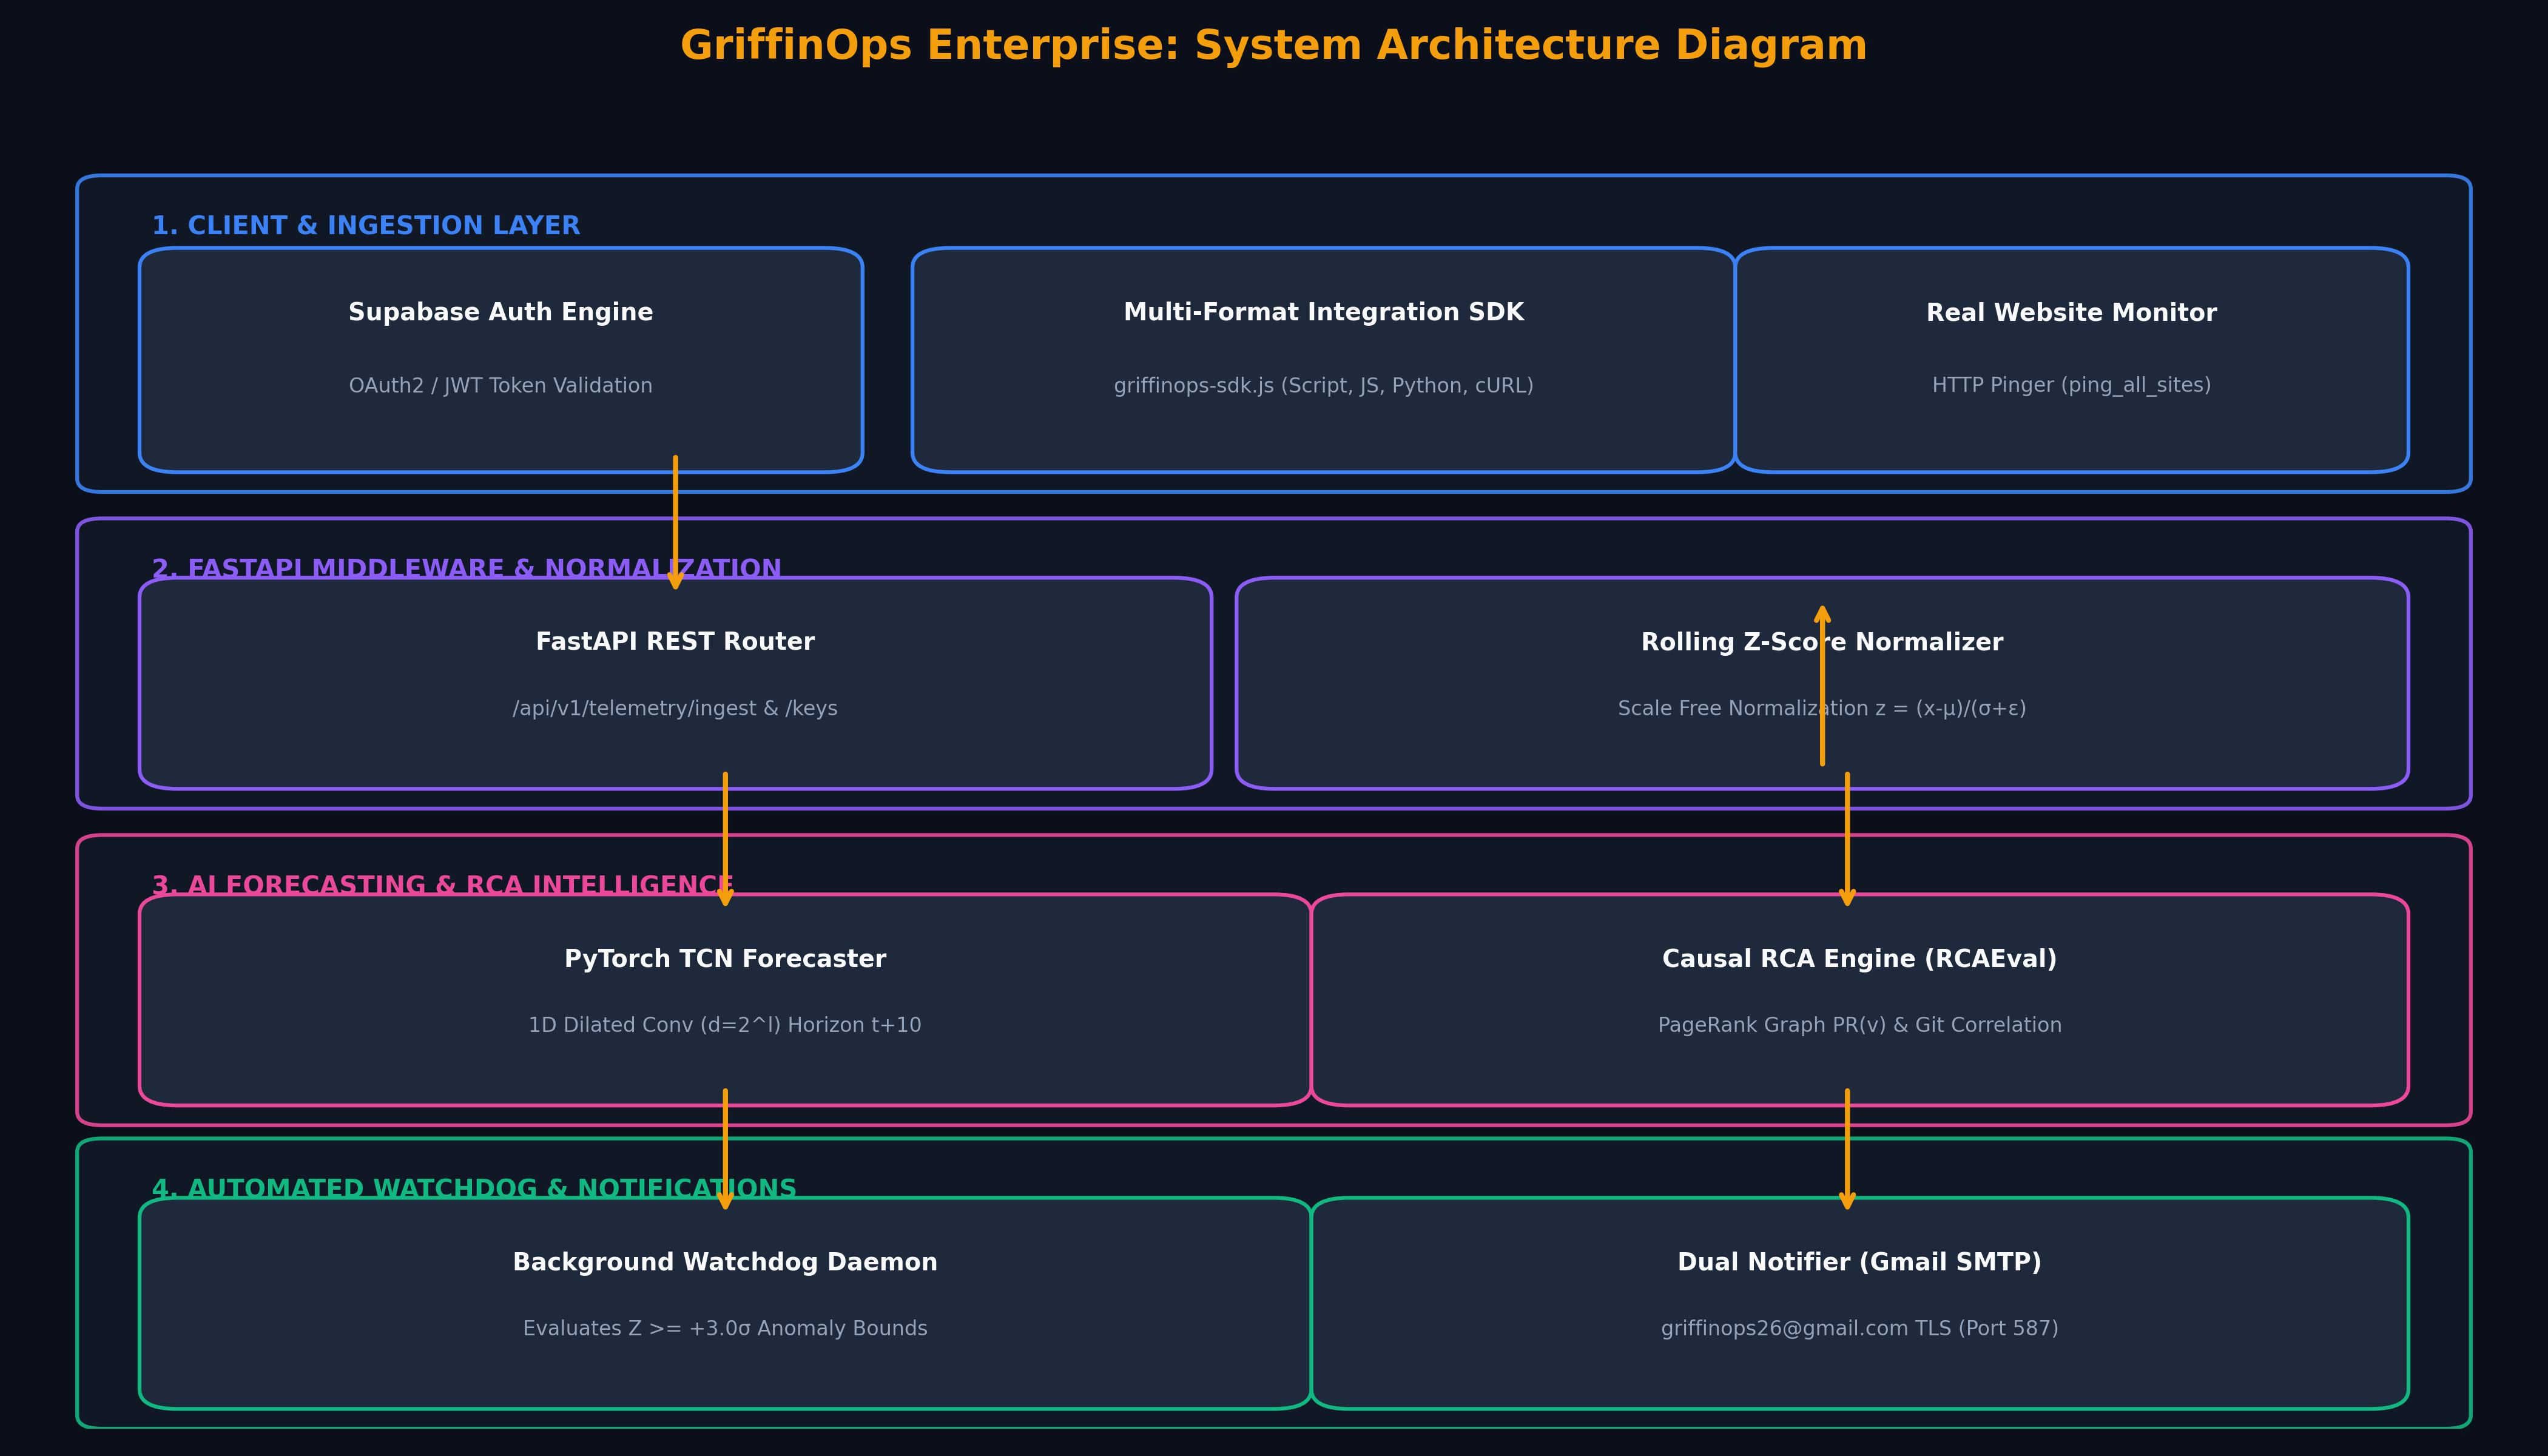 GriffinOps Enterprise: System Architecture Diagram
1. CLIENT & INGESTION LAYER
Supabase Auth Engine
OAuth2 / JWT Token Validation
Multi-Format Integration SDK
griffinops-sdk.js (Script, JS, Python, cURL)
Real Website Monitor
HTTP Pinger (ping_all_sites)
2. FASTAPI MIDDLEWARE & NORMALIZATION
FastAPI REST Router
/api/v1/telemetry/ingest & /keys
Rolling Z-Score Normalizer
Scale Free Normalization z = (x-μ)/(σ+ε)
3. AI FORECASTING & RCA INTELLIGENCE
PyTorch TCN Forecaster
1D Dilated Conv (d=2^l) Horizon t+10
Causal RCA Engine (RCAEval)
PageRank Graph PR(v) & Git Correlation
4. AUTOMATED WATCHDOG & NOTIFICATIONS
Background Watchdog Daemon
Evaluates Z >= +3.0σ Anomaly Bounds
Dual Notifier (Gmail SMTP)
griffinops26@gmail.com TLS (Port 587)